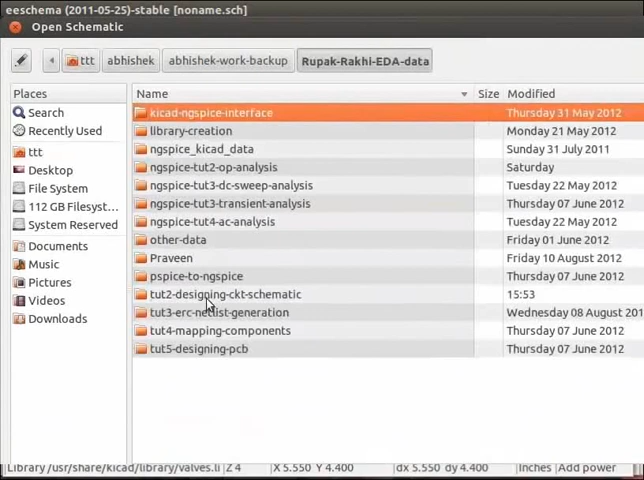 eeschema (2011-05-25)-stable [noname.sch]
Open Schematic
ttt abhishek abhishek-work-backup Rupak-Rakhi-EDA-data
Places Name Size Modified
Search kicad-ngspice-interface Thursday 31 May 2012
Recently Used library-creation Monday 21 May 2012
ngspice_kicad_data Sunday 31 July 2011
ttt ngspice-tut2-op-analysis Saturday
Desktop ngspice-tut3-dc-sweep-analysis Tuesday 22 May 2012
File System ngspice-tut3-transient-analysis Thursday 07 June 2012
112 GB Filesyst... ngspice-tut4-ac-analysis Tuesday 22 May 2012
System Reserved other-data Friday 01 June 2012
Documents Praveen Friday 10 August 2012
Music pspice-to-ngspice Thursday 07 June 2012
Pictures tut2-designing-ckt-schematic 15:53
Videos tut3-erc-netlist-generation Wednesday 08 August 201
Downloads tut4-mapping-components Thursday 07 June 2012
tut5-designing-pcb Thursday 07 June 2012
Library /usr/share/kicad/library/valves.li Z 4 X 5.550 Y 4.400 dx 5.550 dy 4.400 Inches Add power